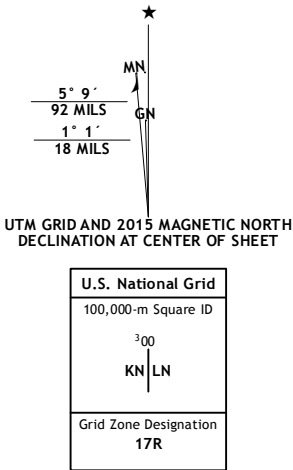 ★
MN
5° 9´
92 MILS
GN
1° 1´
18 MILS
UTM GRID AND 2015 MAGNETIC NORTH
DECLINATION AT CENTER OF SHEET
U.S. National Grid
100,000-m Square ID
³00
KN LN
Grid Zone Designation
17R